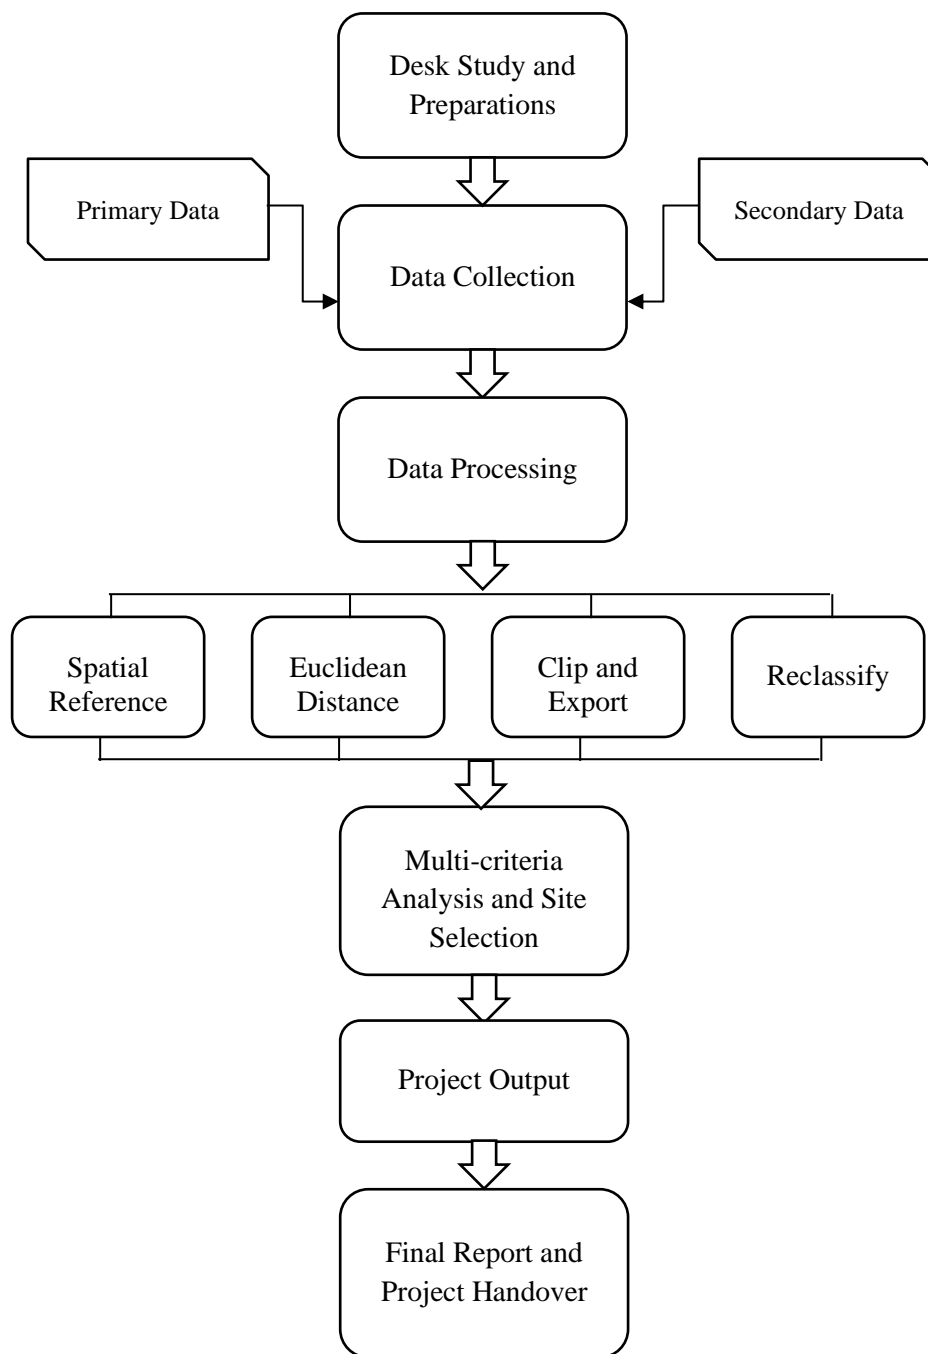 Desk Study and
Preparations
Primary Data
Secondary Data
Data Collection
Data Processing
Spatial
Reference
Euclidean
Distance
Clip and
Export
Reclassify
Multi-criteria
Analysis and Site
Selection
Project Output
Final Report and
Project Handover